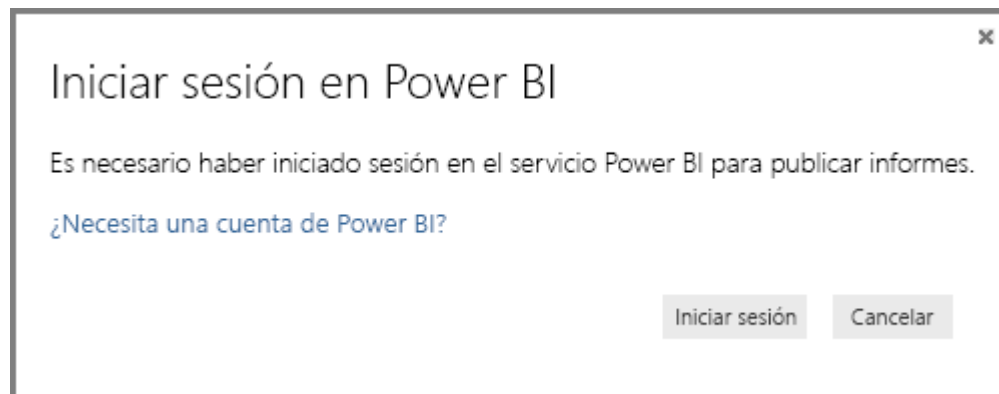 Iniciar sesión en Power BI
Es necesario haber iniciado sesión en el servicio Power BI para publicar informes.
¿Necesita una cuenta de Power BI?
Iniciar sesión Cancelar